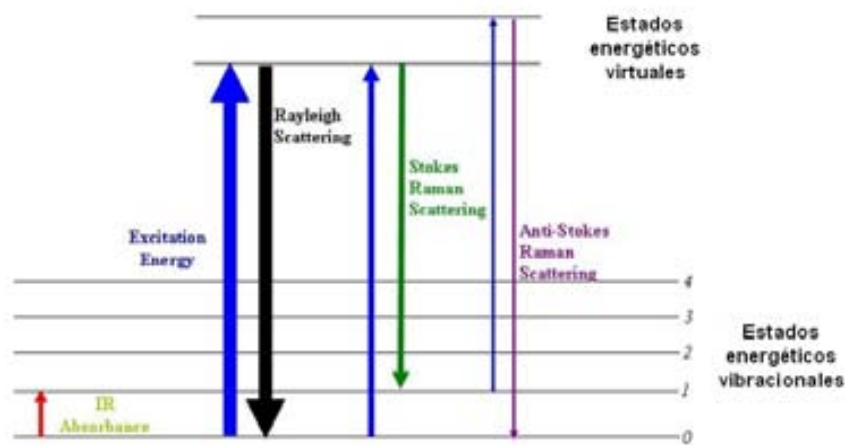 Estados
energéticos
virtuales
Rayleigh
Scattering
Stokes
Raman
Scattering
Excitation
Energy
Anti-Stokes
Raman
Scattering
4
3
2
1
0
Estados
energéticos
vibracionales
IR
Absorbance